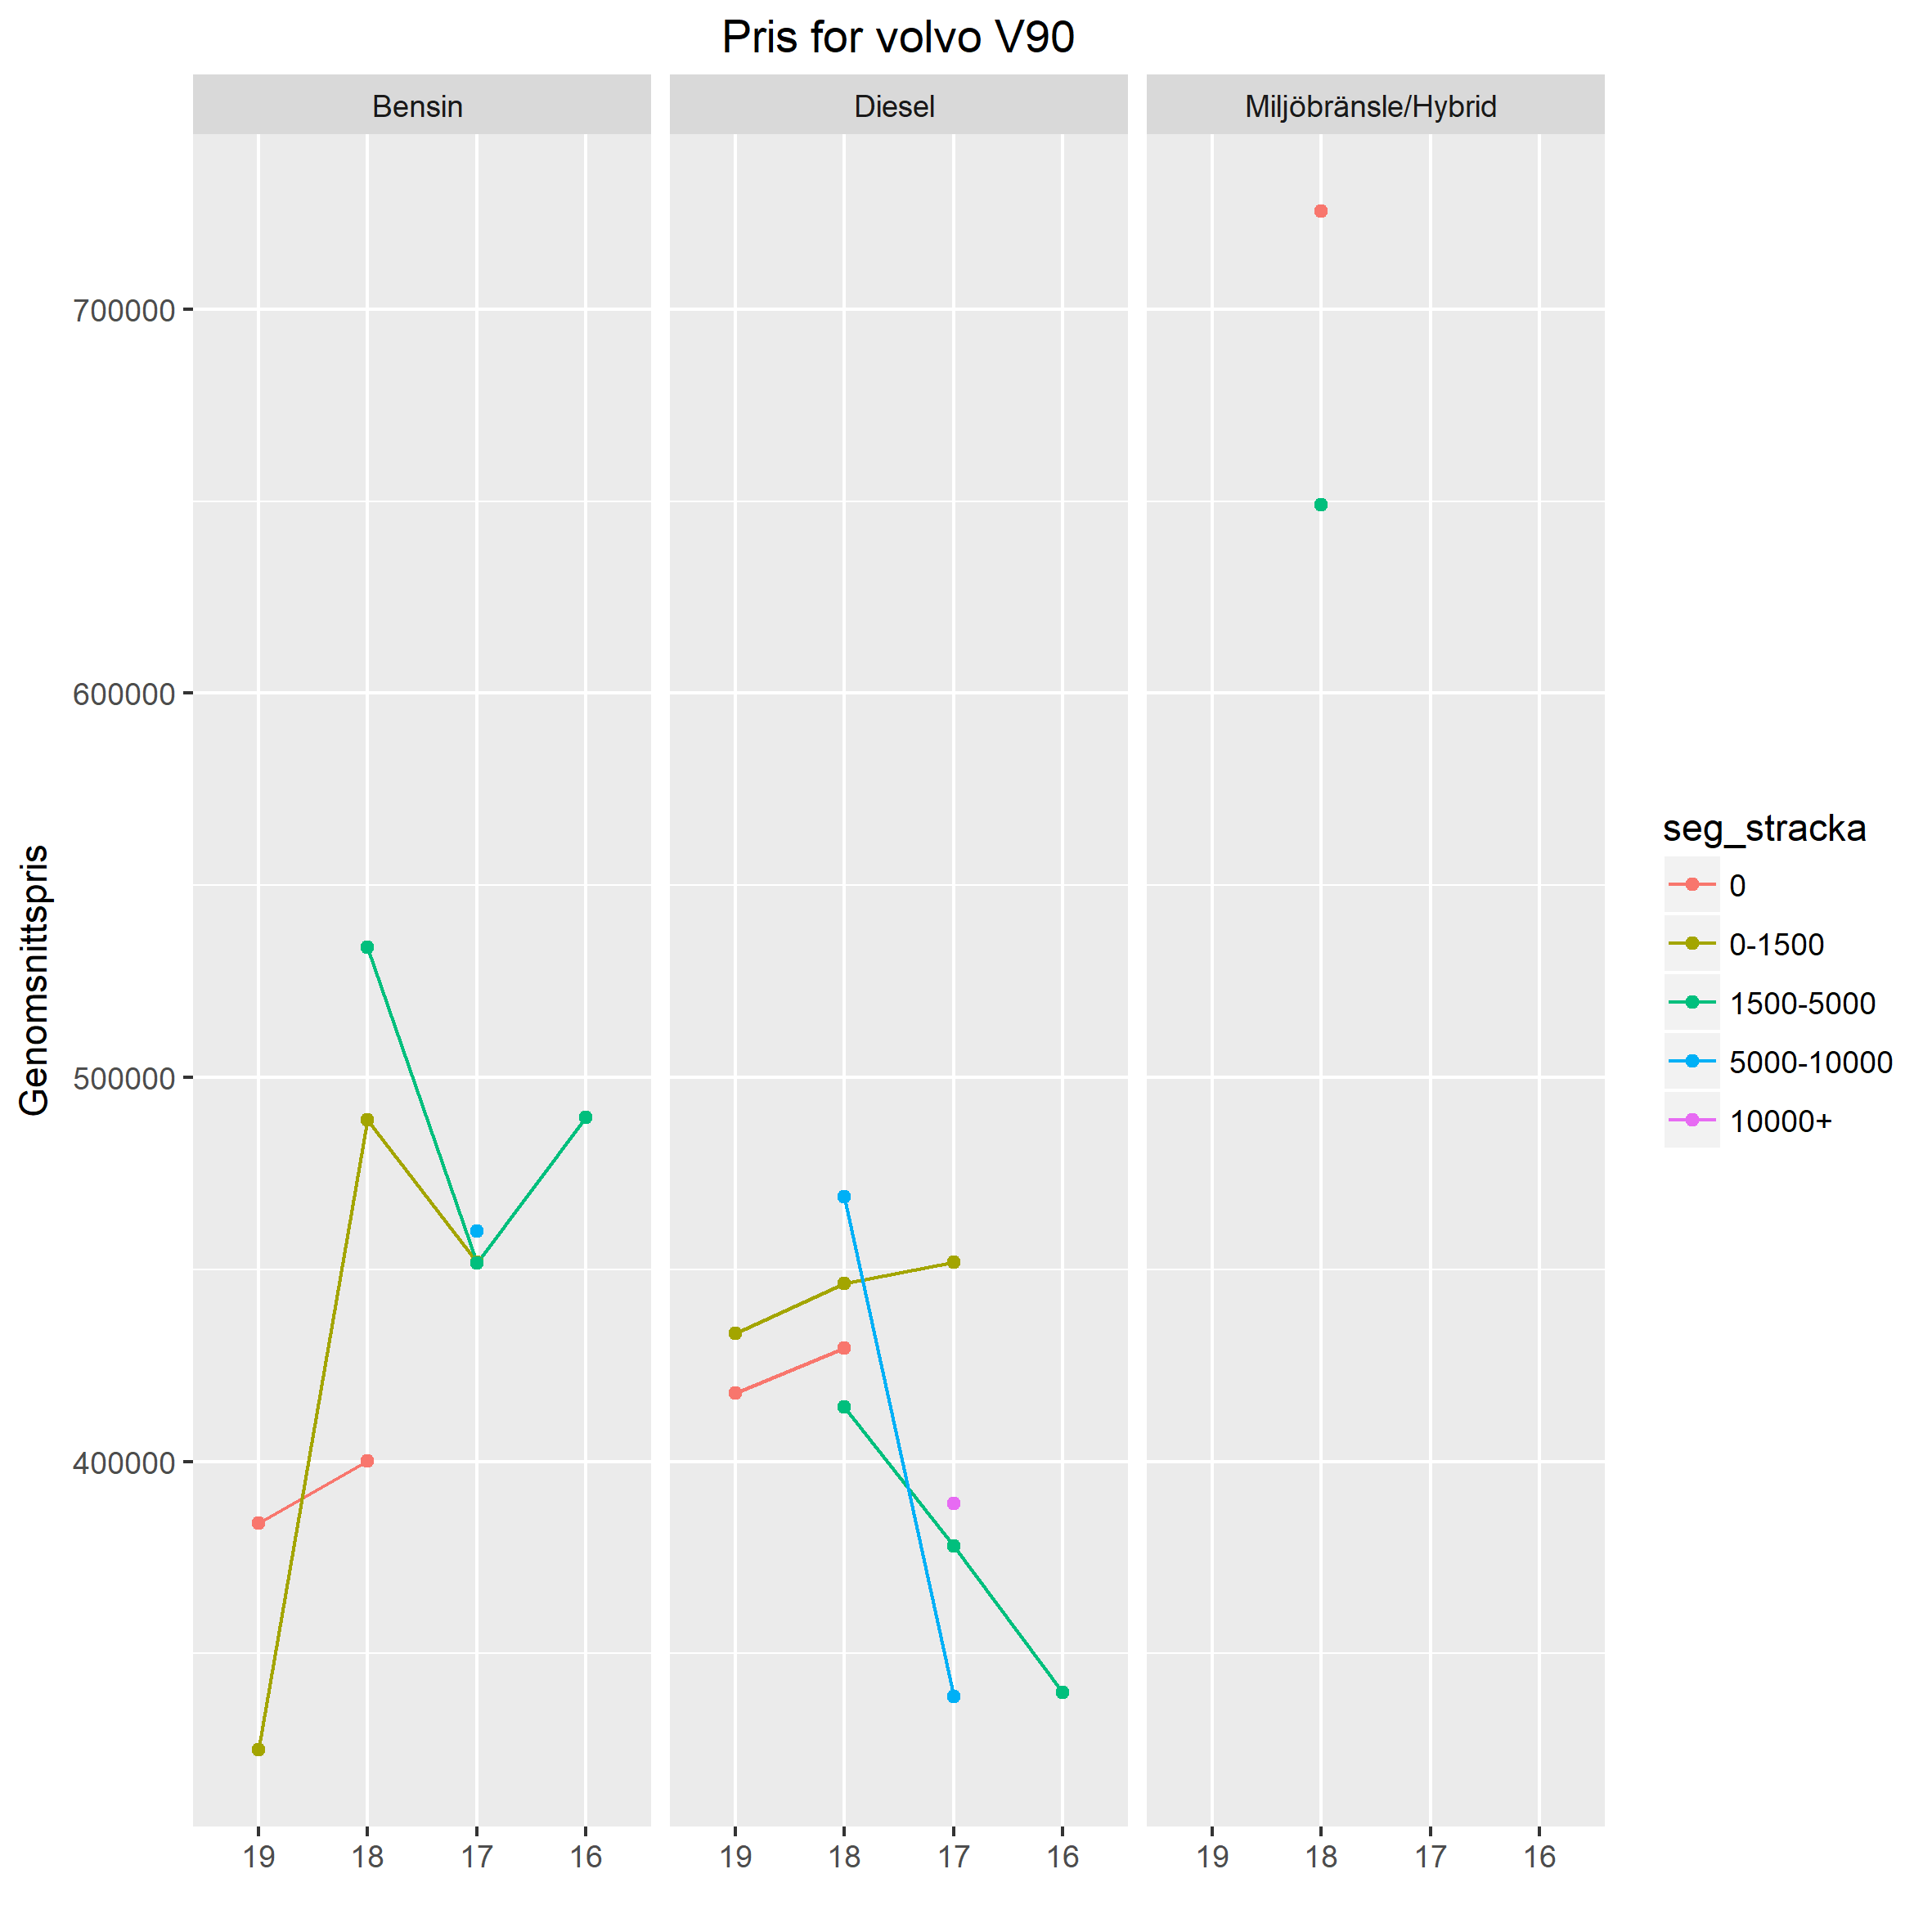 Pris for volvo V90
Bensin
Diesel
Miljöbränsle/Hybrid
Genomsnittspris
700000
600000
500000
400000
19 18 17 16
19 18 17 16
19 18 17 16
seg_stracka
0
0-1500
1500-5000
5000-10000
10000+